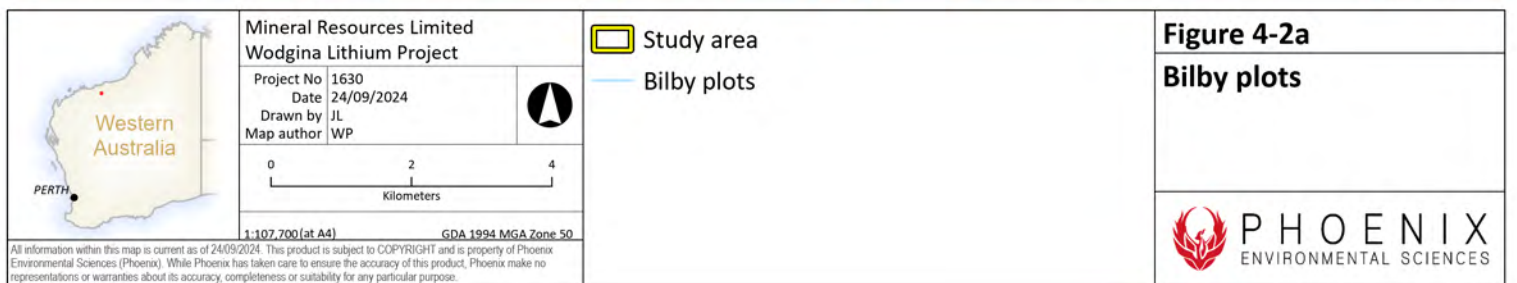 Western
Australia
PERTH
Mineral Resources Limited
Wodgina Lithium Project
Project No 1630
Date 24/09/2024
Drawn by JL
Map author WP
0 2 4
Kilometers
1:107,700 (at A4) GDA 1994 MGA Zone 50
All information within this map is current as of 24/09/2024. This product is subject to COPYRIGHT and is property of Phoenix
Environmental Sciences (Phoenix). While Phoenix has taken care to ensure the accuracy of this product, Phoenix make no
representations or warranties about its accuracy, completeness or suitability for any particular purpose.
Study area
Bilby plots
Figure 4-2a
Bilby plots
PHOENIX
ENVIRONMENTAL SCIENCES